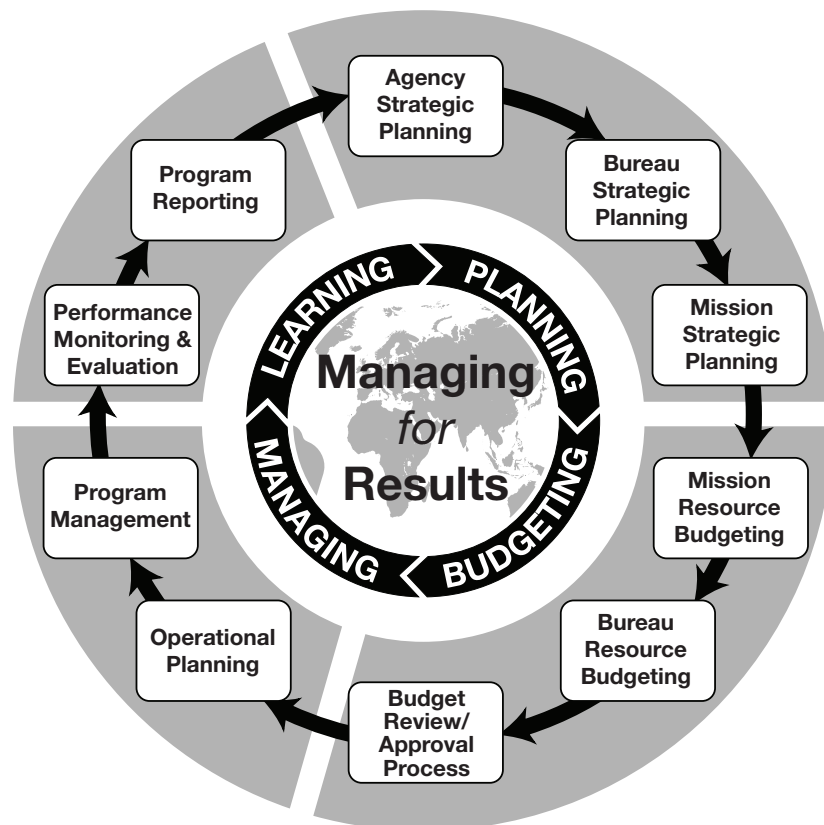 Agency
Strategic
Planning
Bureau
Strategic
Planning
Mission
Strategic
Planning
Mission
Resource
Budgeting
Bureau
Resource
Budgeting
Budget
Review/
Approval
Process
Operational
Planning
Program
Management
Performance
Monitoring &
Evaluation
Program
Reporting
LEARNING
PLANNING
BUDGETING
MANAGING
Managing
for
Results